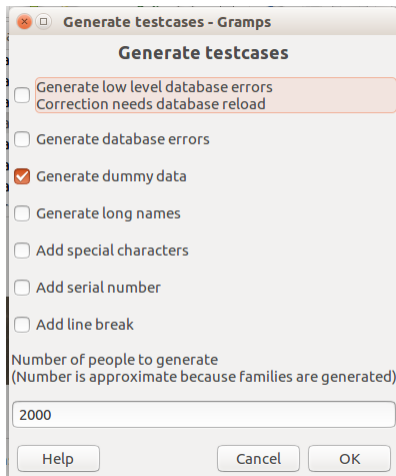 Generate testcases - Gramps
Generate testcases
Generate low level database errors
Correction needs database reload
Generate database errors
Generate dummy data
Generate long names
Add special characters
Add serial number
Add line break
Number of people to generate
(Number is approximate because families are generated)
2000
Help Cancel OK